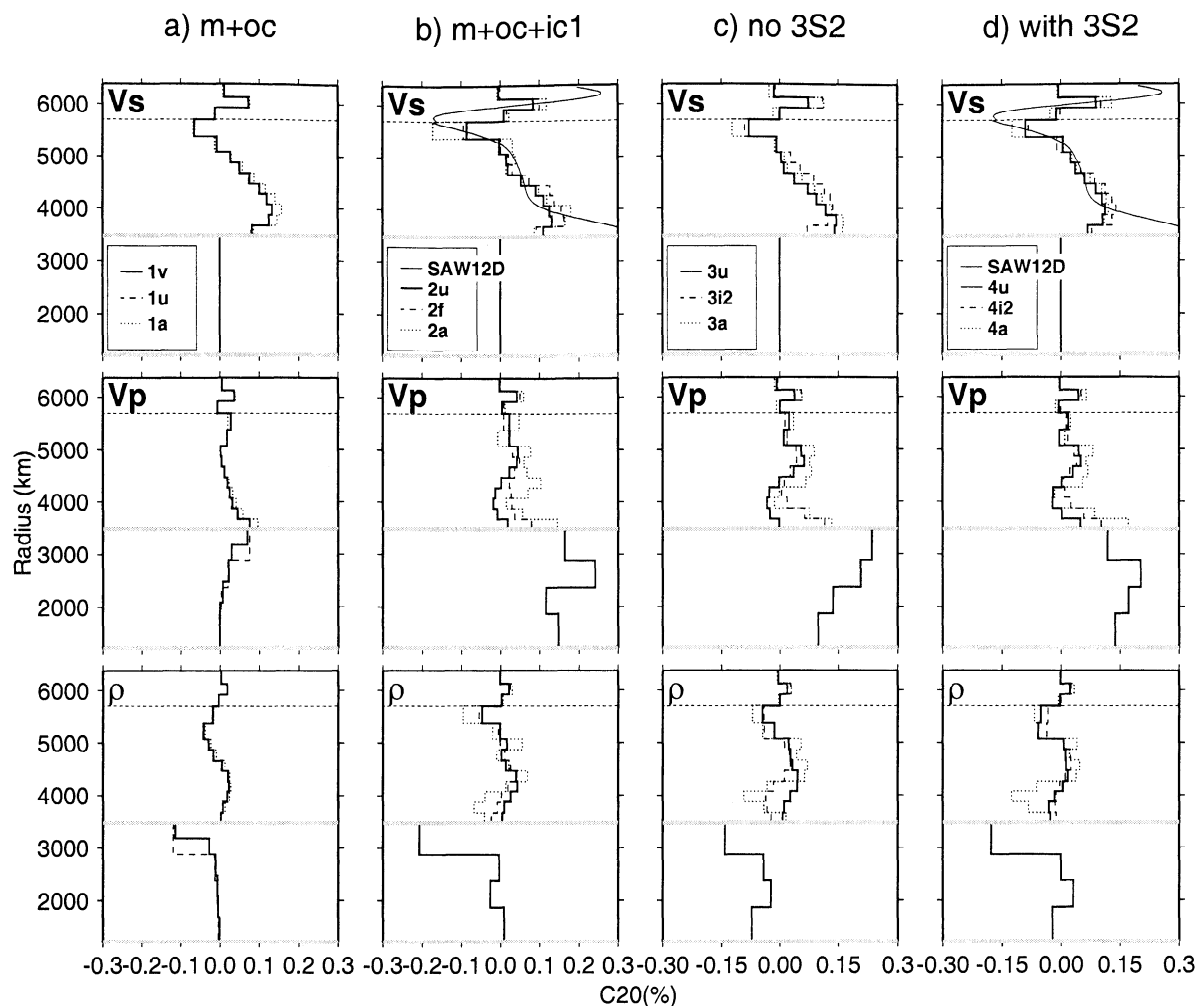 a) m+oc
b) m+oc+ic1
c) no 3S2
d) with 3S2
Vs
Vs
Vs
Vs
6000
5000
4000
3000
2000
1v
1u
1a
SAW12D
2u
2f
2a
3u
3i2
3a
SAW12D
4u
4i2
4a
Vp
Vp
Vp
Vp
6000
5000
4000
3000
2000
Radius (km)
ρ
ρ
ρ
ρ
6000
5000
4000
3000
2000
-0.3 -0.2 -0.1 0.0 0.1 0.2 0.3
-0.3 -0.2 -0.1 0.0 0.1 0.2 0.3
-0.30 -0.15 0.00 0.15 0.30
-0.30 -0.15 0.00 0.15 0.30
C20(%)